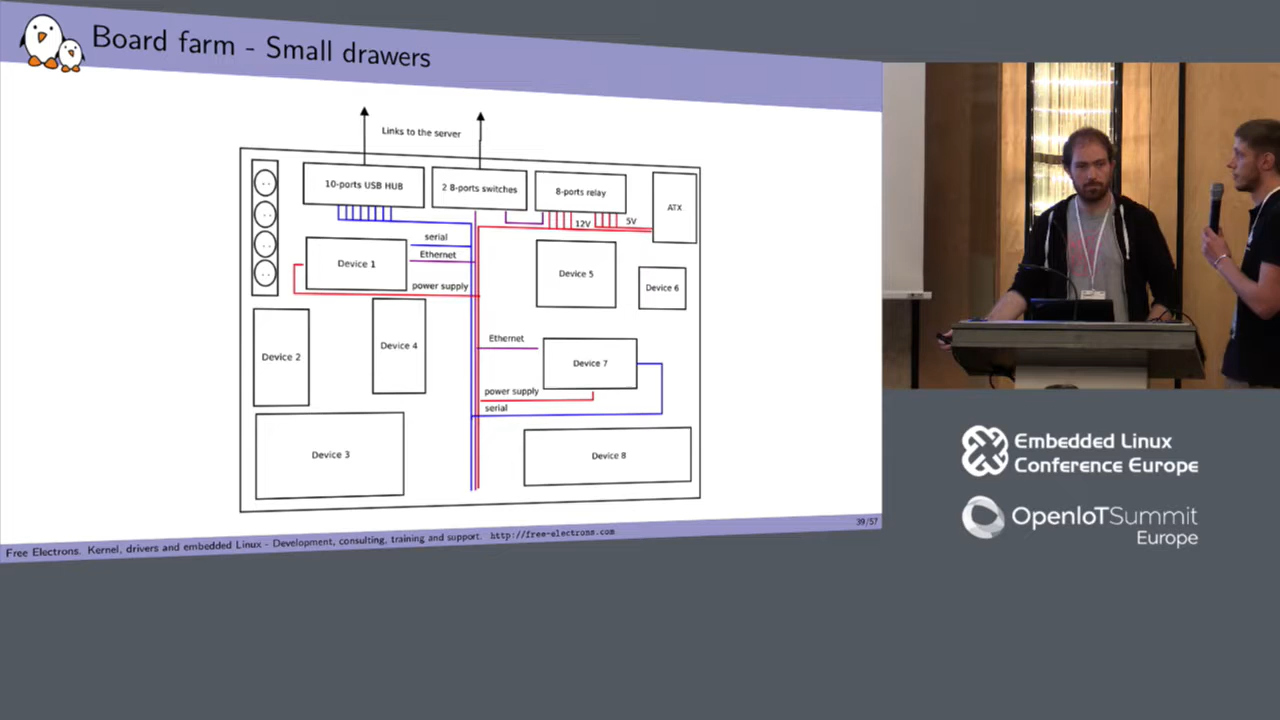 Board farm - Small drawers
Links to the server
10-ports USB HUB
2 8-ports switches
8-ports relay
ATX
12V
5V
serial
Ethernet
Device 1
power supply
Device 5
Device 6
Device 2
Device 4
Ethernet
Device 7
power supply
serial
Device 3
Device 8
39/57
Free Electrons. Kernel, drivers and embedded Linux - Development, consulting, training and support. http://free-electrons.com
Embedded Linux
Conference Europe
OpenIoTSummit
Europe